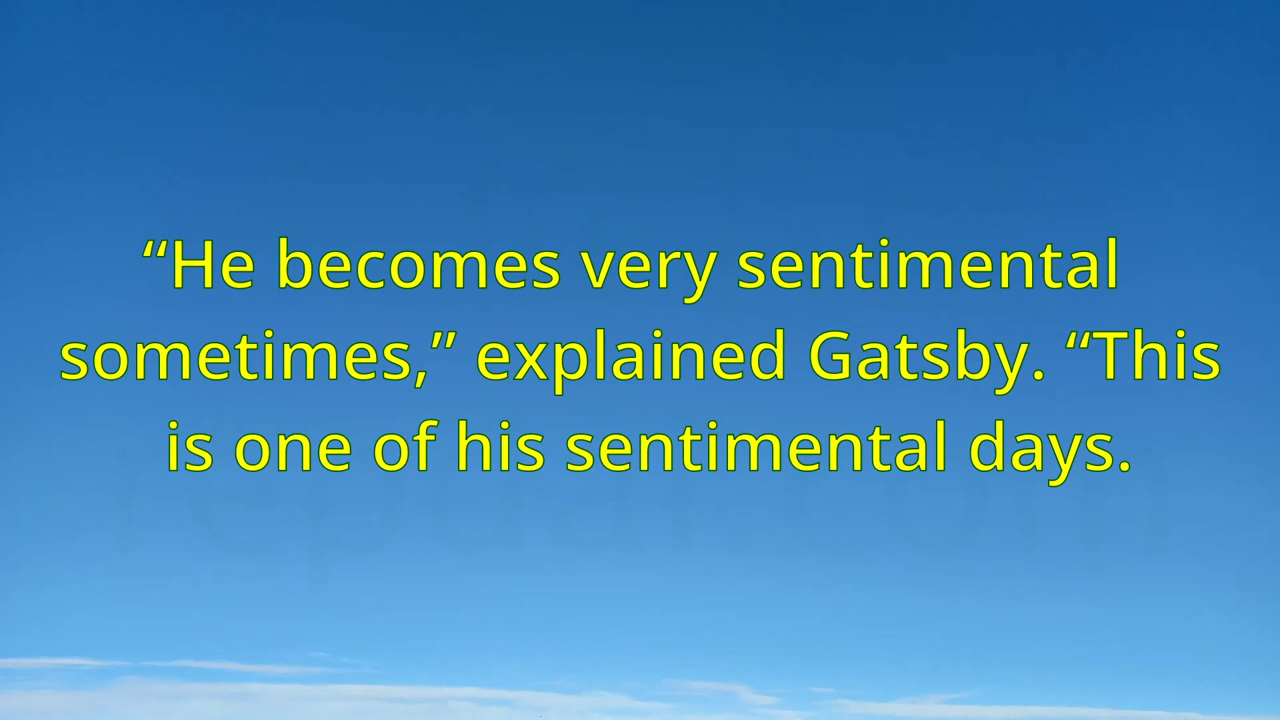 “He becomes very sentimental
sometimes,” explained Gatsby. “This
is one of his sentimental days.